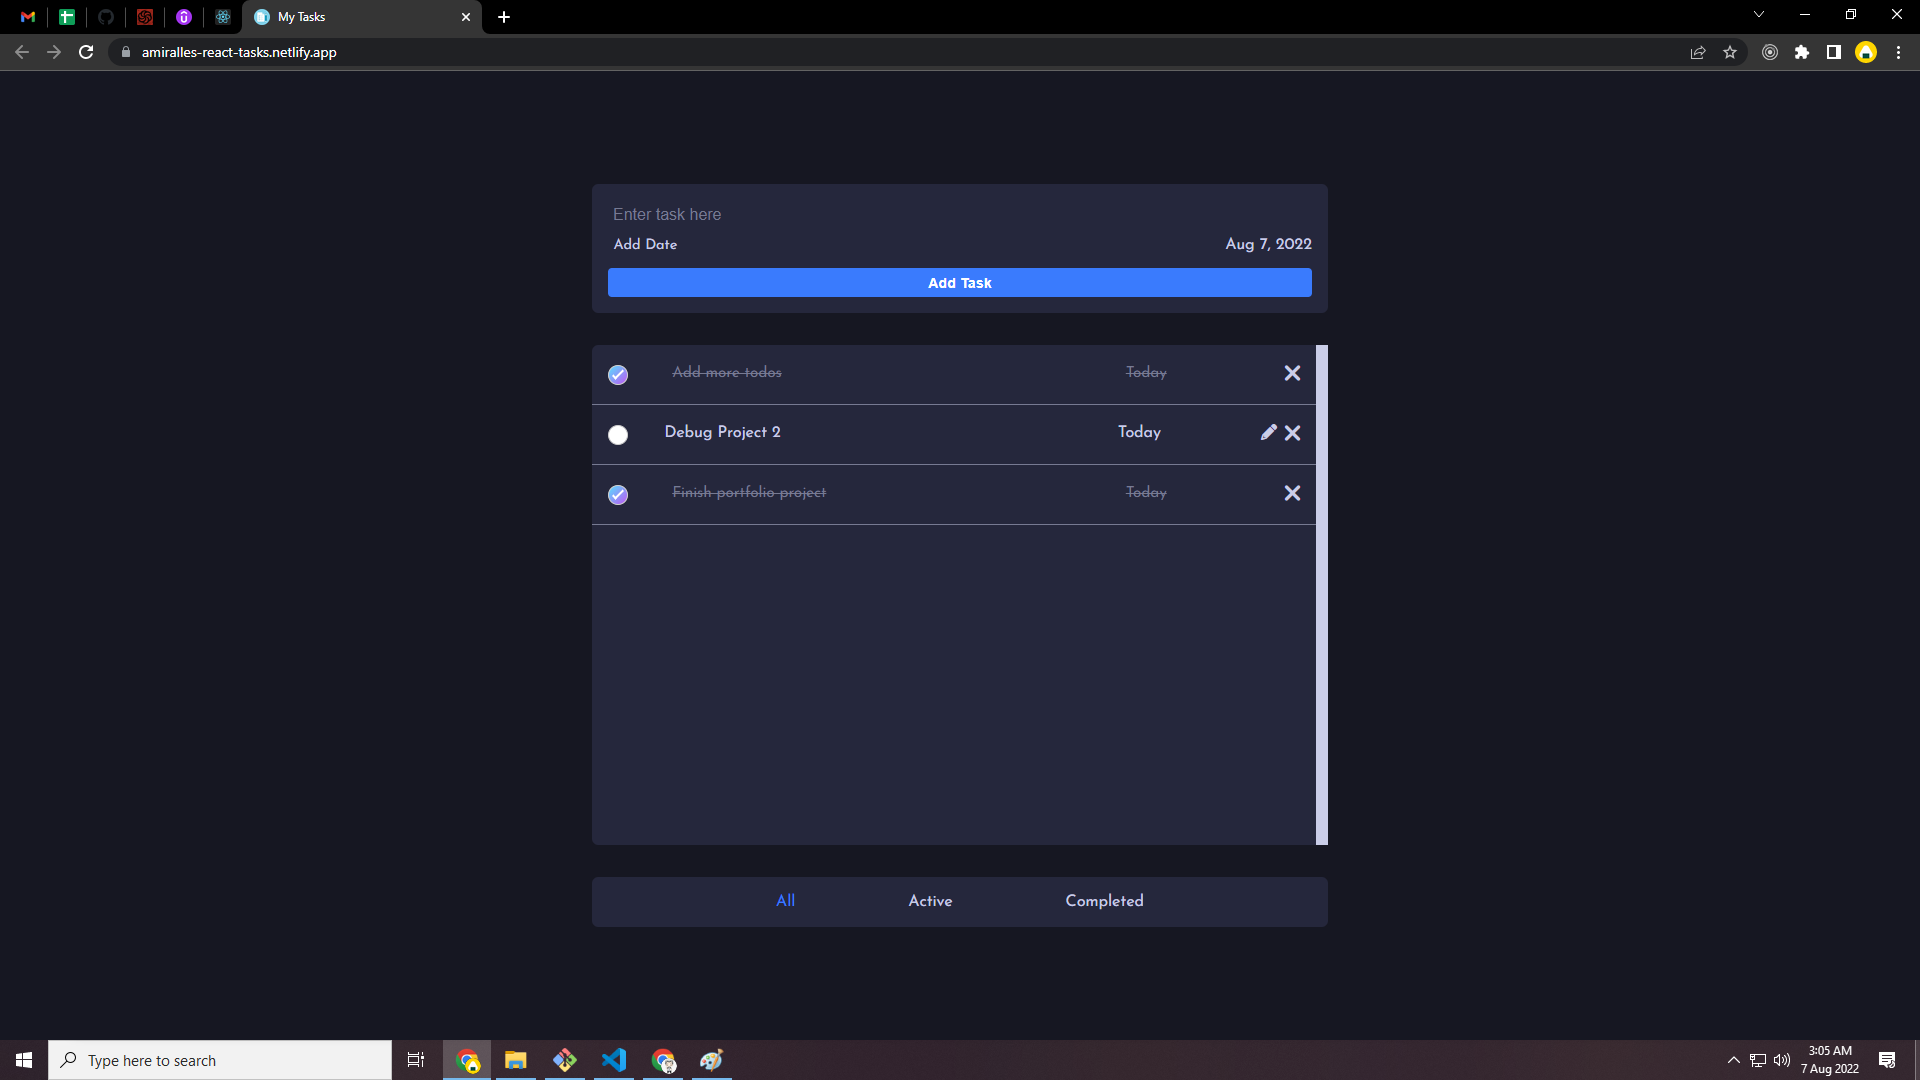 My Tasks
amiralles-react-tasks.netlify.app
Enter task here
Add Date Aug 7, 2022
Add Task
Add more todos Today
Debug Project 2 Today
Finish portfolio project Today
All Active Completed
Type here to search
3:05 AM
7 Aug 2022